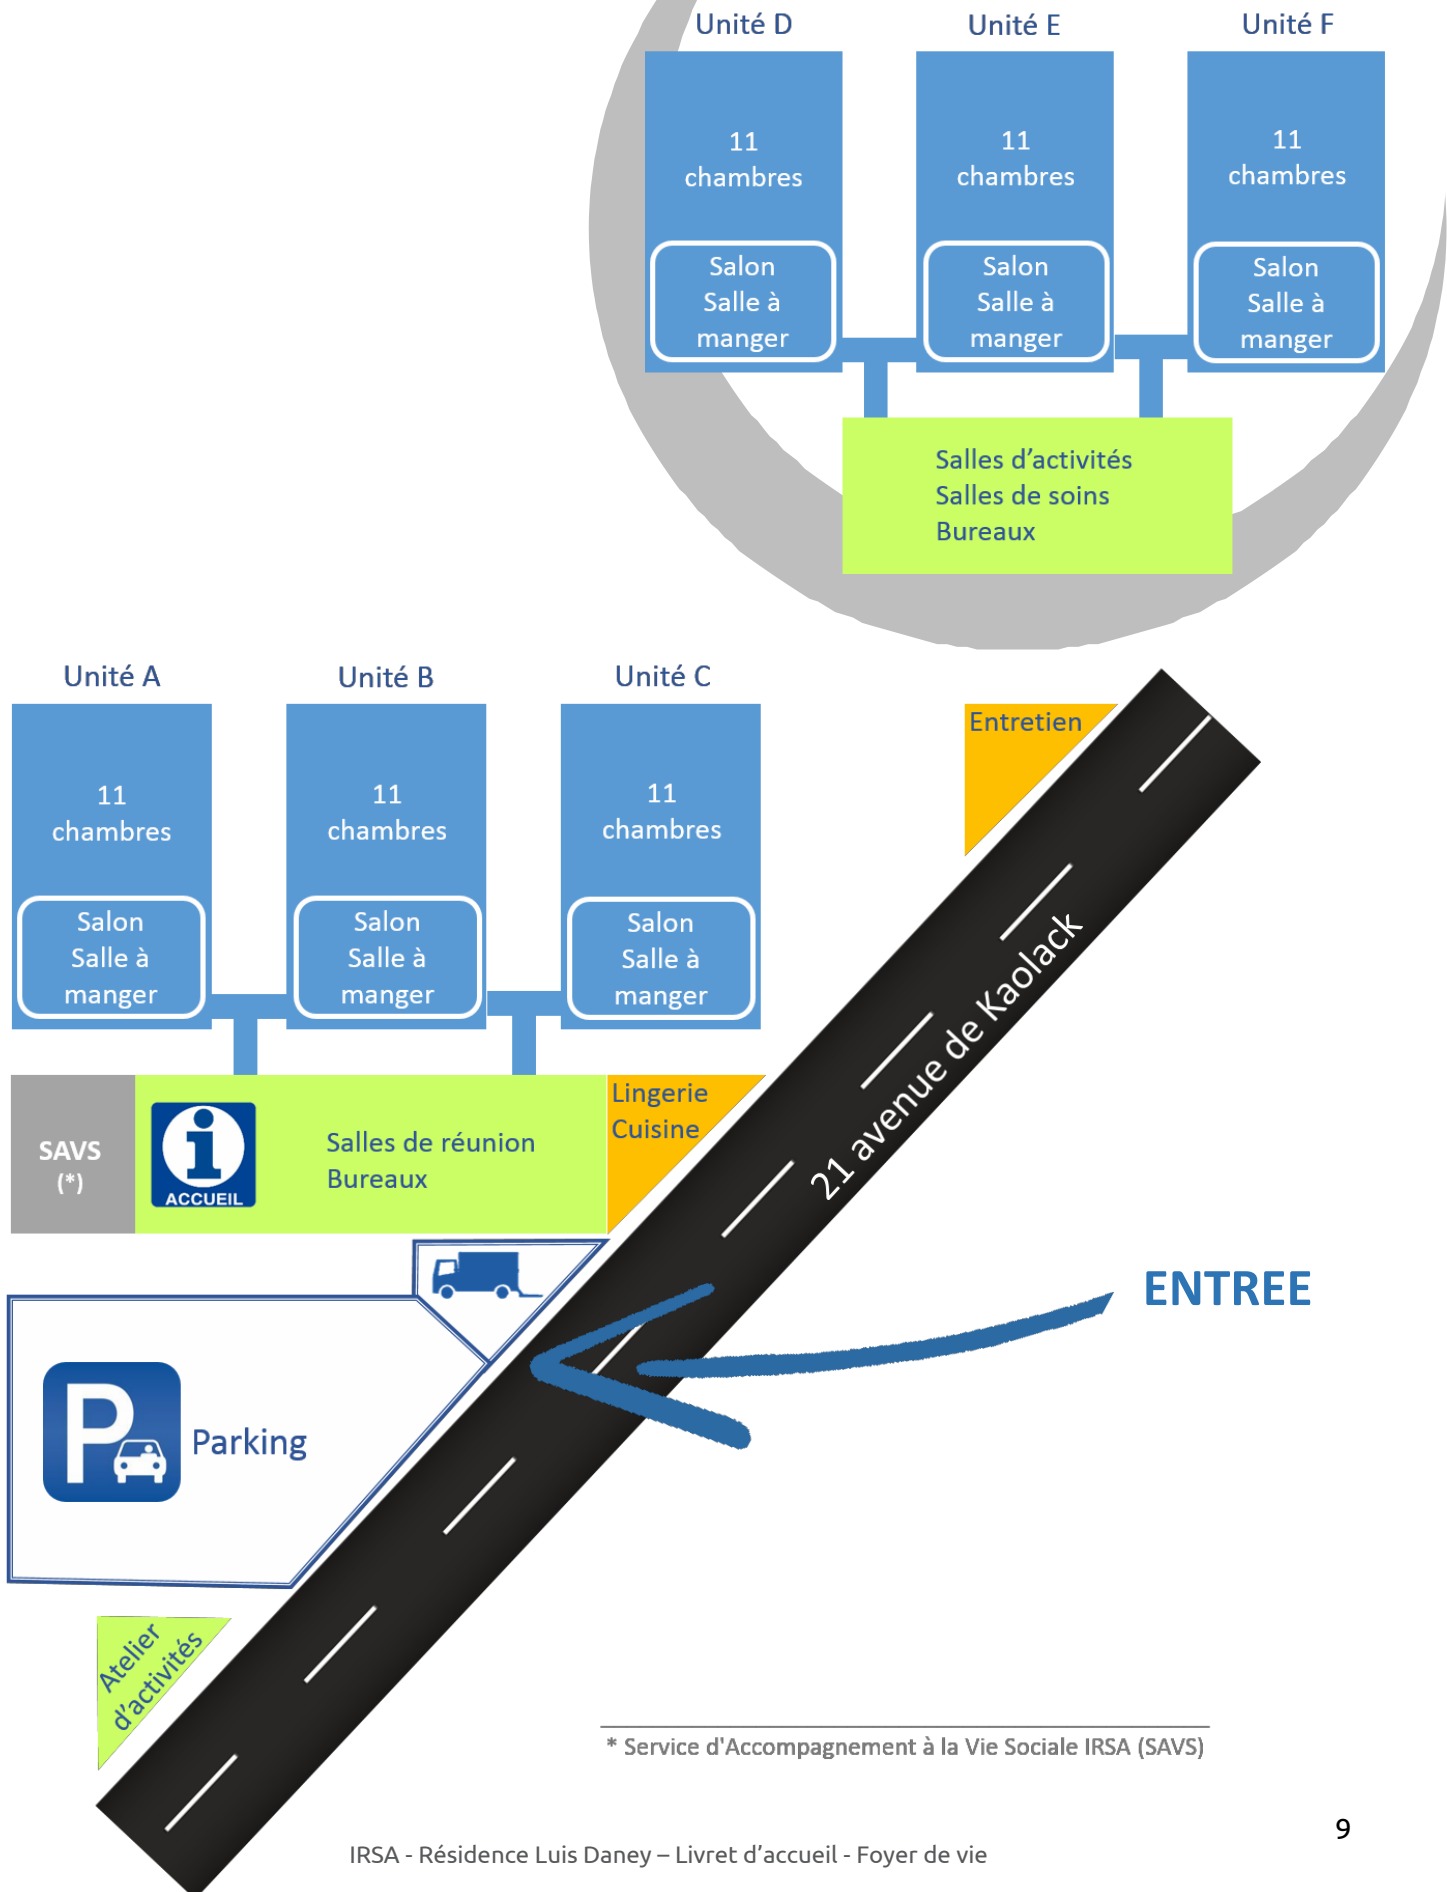 Unité D
Unité E
Unité F
11
chambres
11
chambres
11
chambres
Salon
Salle à
manger
Salon
Salle à
manger
Salon
Salle à
manger
Salles d’activités
Salles de soins
Bureaux
Unité A
Unité B
Unité C
Entretien
11
chambres
11
chambres
11
chambres
Salon
Salle à
manger
Salon
Salle à
manger
Salon
Salle à
manger
21 avenue de Kaolack
SAVS
(*)
i
ACCUEIL
Salles de réunion
Bureaux
Lingerie
Cuisine
ENTREE
P
Parking
Atelier
d’activités
* Service d'Accompagnement à la Vie Sociale IRSA (SAVS)
9
IRSA - Résidence Luis Daney – Livret d’accueil - Foyer de vie